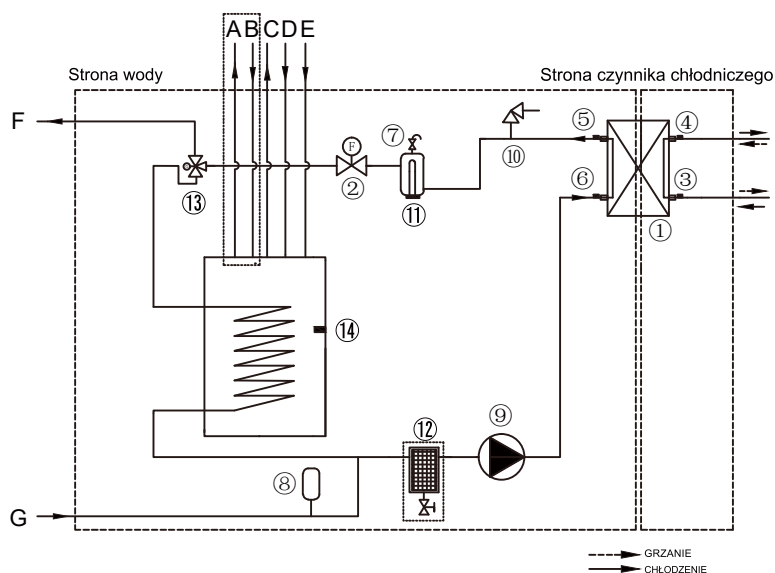 A B C D E
Strona wody
Strona czynnika chłodniczego
F
⑦
⑤
④
F
⑩
②
⑥
③
⑬
⑪
①
⑭
⑨
⑫
⑧
G
GRZANIE
CHŁODZENIE